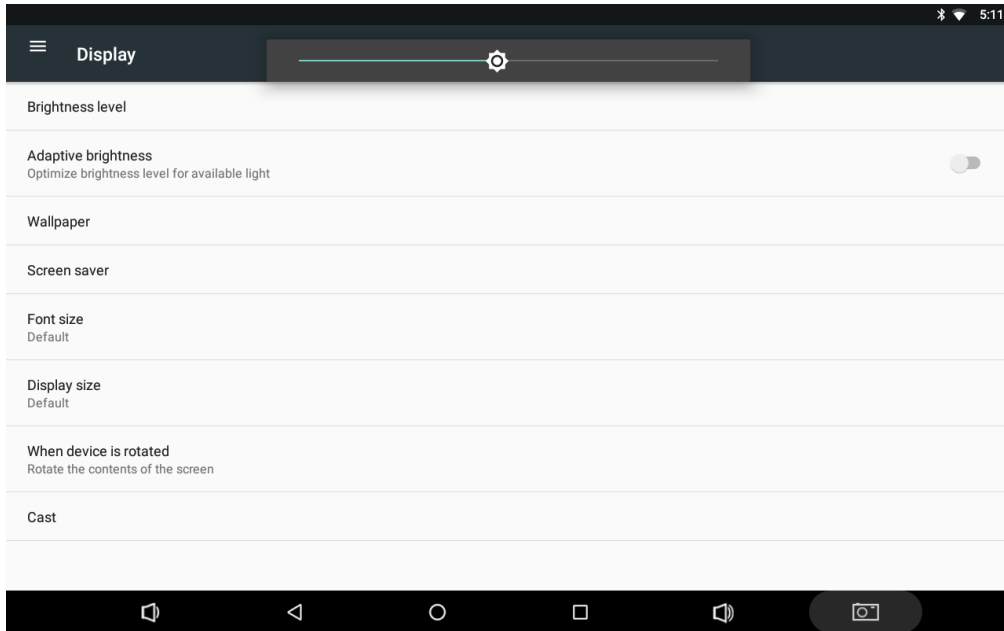 5:11
Display
Brightness level
Adaptive brightness
Optimize brightness level for available light
Wallpaper
Screen saver
Font size
Default
Display size
Default
When device is rotated
Rotate the contents of the screen
Cast